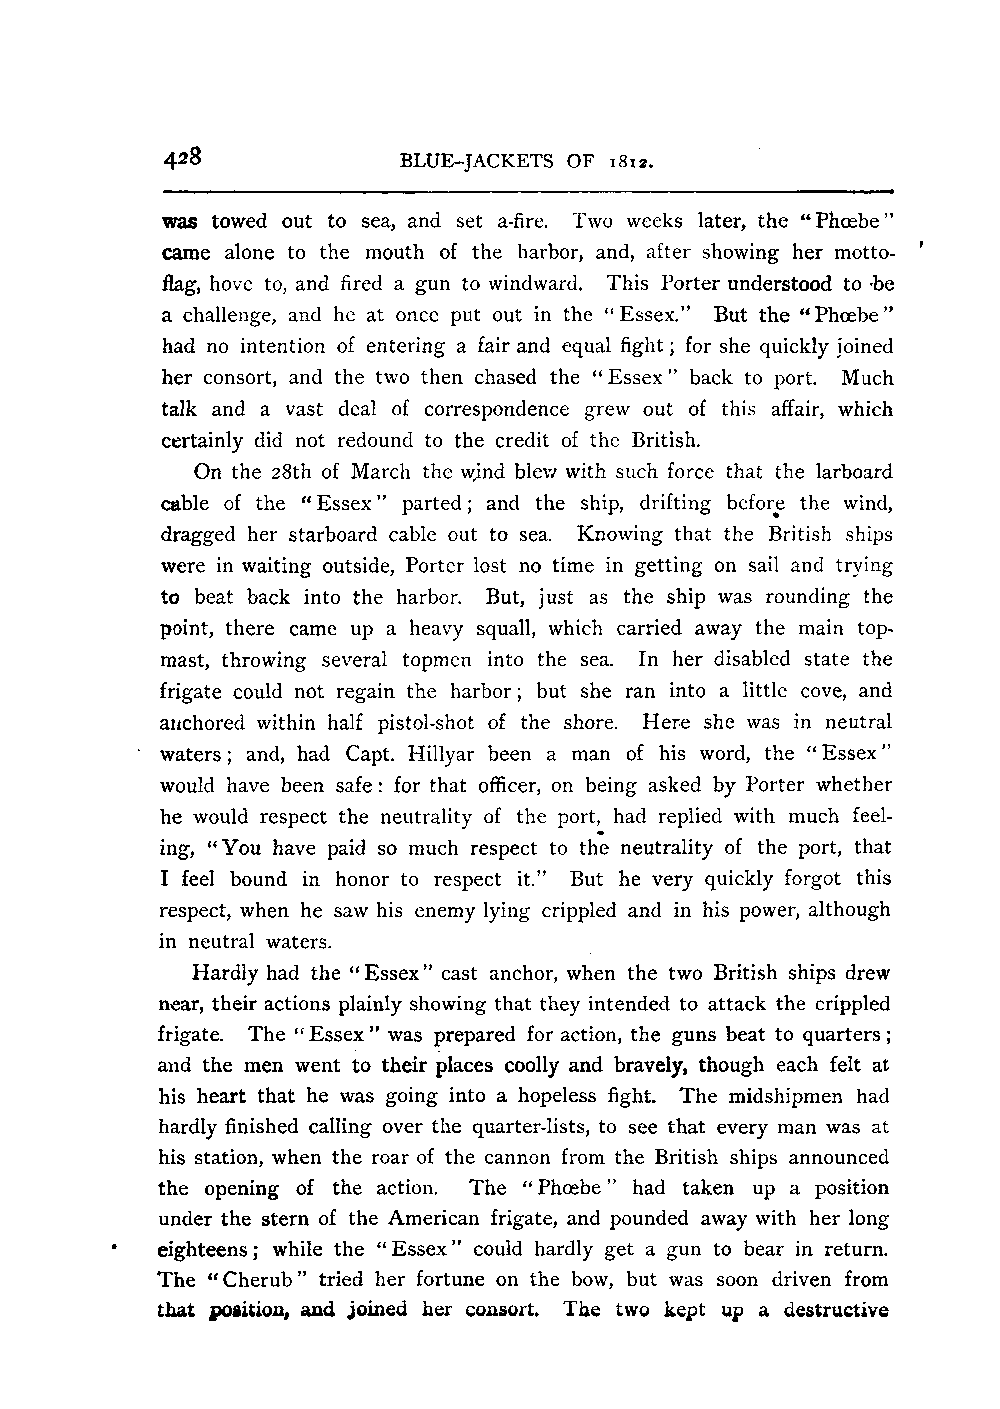 428 BLUE-JACKETS OF 1812.
was towed out to sea, and set a-fire. Two weeks later, the “Phœbe”
came alone to the mouth of the harbor, and, after showing her motto-
flag, hove to, and fired a gun to windward. This Porter understood to be
a challenge, and he at once put out in the “Essex.” But the “Phœbe”
had no intention of entering a fair and equal fight; for she quickly joined
her consort, and the two then chased the “Essex” back to port. Much
talk and a vast deal of correspondence grew out of this affair, which
certainly did not redound to the credit of the British.
On the 28th of March the wind blew with such force that the larboard
cable of the “Essex” parted; and the ship, drifting before the wind,
dragged her starboard cable out to sea. Knowing that the British ships
were in waiting outside, Porter lost no time in getting on sail and trying
to beat back into the harbor. But, just as the ship was rounding the
point, there came up a heavy squall, which carried away the main top-
mast, throwing several topmen into the sea. In her disabled state the
frigate could not regain the harbor; but she ran into a little cove, and
anchored within half pistol-shot of the shore. Here she was in neutral
waters; and, had Capt. Hillyar been a man of his word, the “Essex”
would have been safe: for that officer, on being asked by Porter whether
he would respect the neutrality of the port, had replied with much feel-
ing, “You have paid so much respect to the neutrality of the port, that
I feel bound in honor to respect it.” But he very quickly forgot this
respect, when he saw his enemy lying crippled and in his power, although
in neutral waters.
Hardly had the “Essex” cast anchor, when the two British ships drew
near, their actions plainly showing that they intended to attack the crippled
frigate. The “Essex” was prepared for action, the guns beat to quarters;
and the men went to their places coolly and bravely, though each felt at
his heart that he was going into a hopeless fight. The midshipmen had
hardly finished calling over the quarter-lists, to see that every man was at
his station, when the roar of the cannon from the British ships announced
the opening of the action. The “Phœbe” had taken up a position
under the stern of the American frigate, and pounded away with her long
eighteens; while the “Essex” could hardly get a gun to bear in return.
The “Cherub” tried her fortune on the bow, but was soon driven from
that position, and joined her consort. The two kept up a destructive